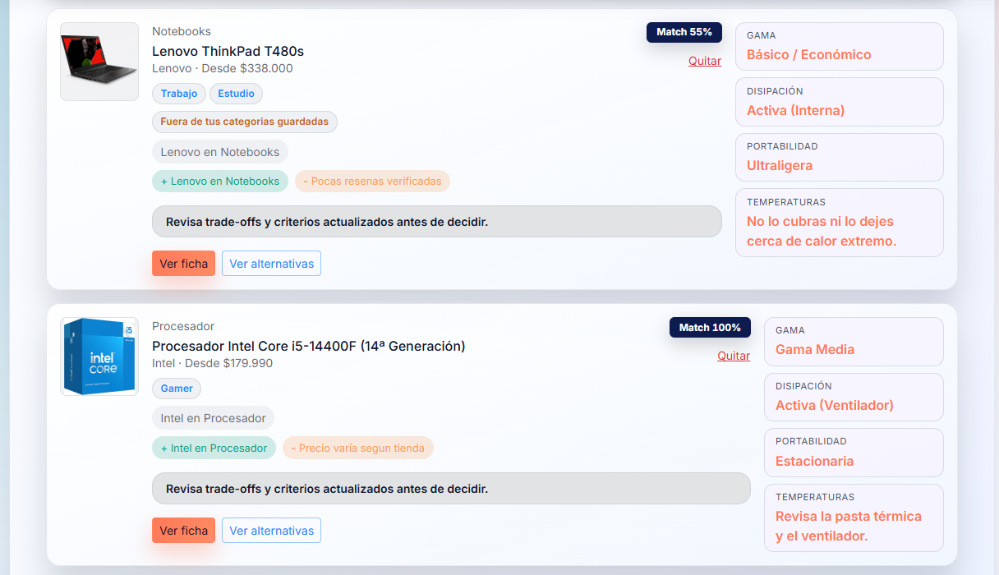 Notebooks
Lenovo ThinkPad T480s
Lenovo · Desde $338.000
Trabajo Estudio
Fuera de tus categorias guardadas
Lenovo en Notebooks
+ Lenovo en Notebooks - Pocas resenas verificadas
Revisa trade-offs y criterios actualizados antes de decidir.
Ver ficha Ver alternativas
Match 55%
Quitar
GAMA
Básico / Económico
DISIPACIÓN
Activa (Interna)
PORTABILIDAD
Ultraligera
TEMPERATURAS
No lo cubras ni lo dejes
cerca de calor extremo.
intel
CORE
i5
Procesador
Procesador Intel Core i5-14400F (14ª Generación)
Intel · Desde $179.990
Gamer
Intel en Procesador
+ Intel en Procesador - Precio varía segun tienda
Revisa trade-offs y criterios actualizados antes de decidir.
Ver ficha Ver alternativas
Match 100%
Quitar
GAMA
Gama Media
DISIPACIÓN
Activa (Ventilador)
PORTABILIDAD
Estacionaria
TEMPERATURAS
Revisa la pasta térmica
y el ventilador.